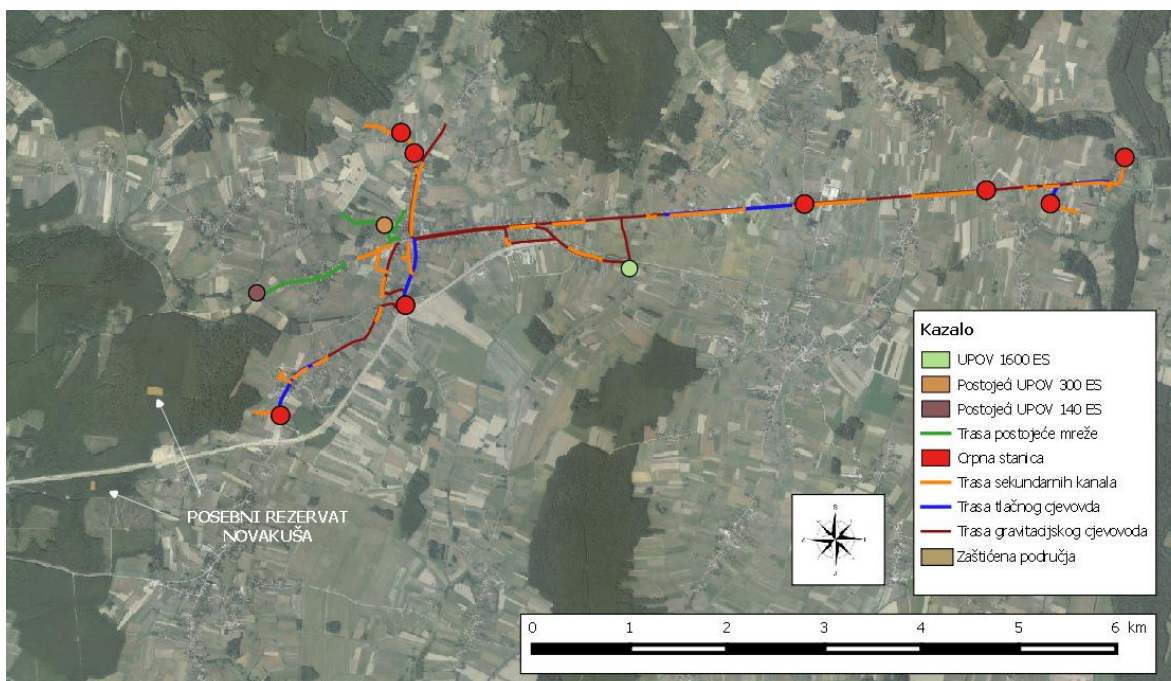 POSEBNI REZERVAT
NOVAKUŠA
Kazalo
UPOV 1600 ES
Postojeći UPOV 300 ES
Postojeći UPOV 140 ES
Trasa postojeće mreže
Crpna stanica
Trasa sekundarnih kanala
Trasa tlačnog cjevovda
Trasa gravitacijskog cjevovoda
Zaštićena područja
S
J
0 1 2 3 4 5 6 km